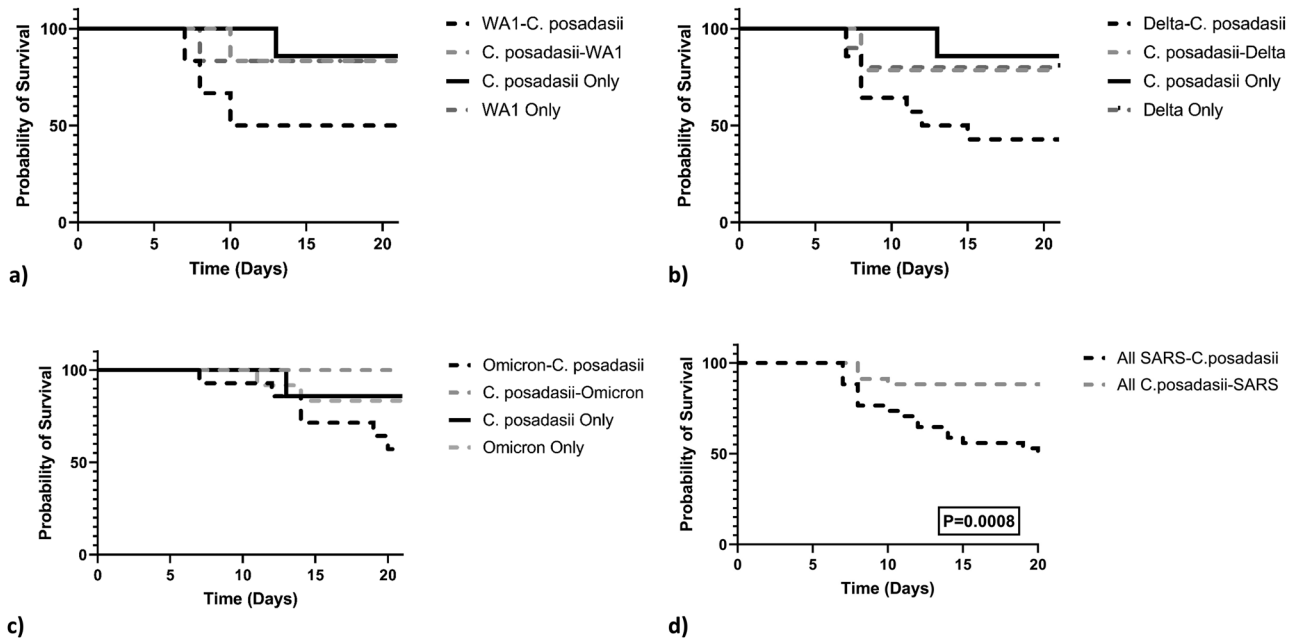 Probability of Survival
100
50
0
0 5 10 15 20
Time (Days)
WA1-C. posadasii
C. posadasii-WA1
C. posadasii Only
WA1 Only
a)
Probability of Survival
100
50
0
0 5 10 15 20
Time (Days)
Delta-C. posadasii
C. posadasii-Delta
C. posadasii Only
Delta Only
b)
Probability of Survival
100
50
0
0 5 10 15 20
Time (Days)
Omicron-C. posadasii
C. posadasii-Omicron
C. posadasii Only
Omicron Only
c)
Probability of Survival
100
50
0
0 5 10 15 20
Time (Days)
P=0.0008
All SARS-C.posadasii
All C.posadasii-SARS
d)